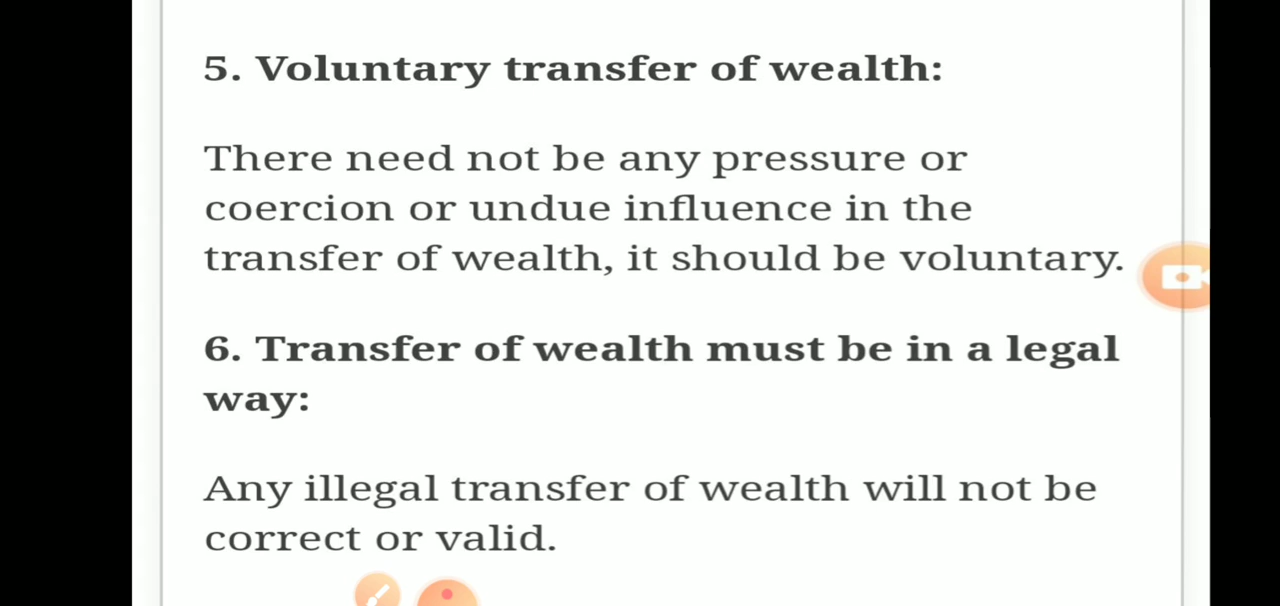 5. Voluntary transfer of wealth:
There need not be any pressure or
coercion or undue influence in the
transfer of wealth, it should be voluntary.
6. Transfer of wealth must be in a legal
way:
Any illegal transfer of wealth will not be
correct or valid.